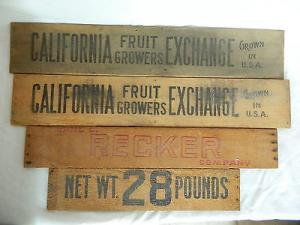 CALIFORNIA FRUIT GROWERS EXCHANGE GROWN IN U.S.A.
CALIFORNIA FRUIT GROWERS EXCHANGE GROWN IN U.S.A.
RECKER
COMPANY
NET WT. 28 POUNDS